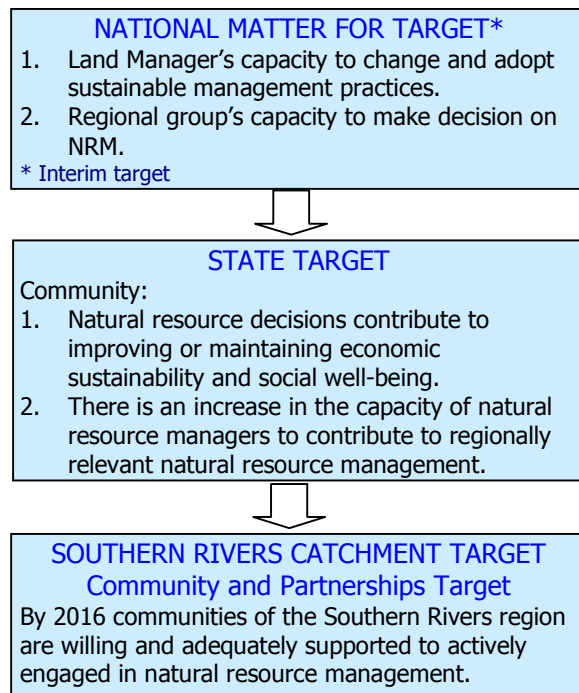 NATIONAL MATTER FOR TARGET*
1. Land Manager's capacity to change and adopt
sustainable management practices.
2. Regional group's capacity to make decision on
NRM.
* Interim target
STATE TARGET
Community:
1. Natural resource decisions contribute to
improving or maintaining economic
sustainability and social well-being.
2. There is an increase in the capacity of natural
resource managers to contribute to regionally
relevant natural resource management.
SOUTHERN RIVERS CATCHMENT TARGET
Community and Partnerships Target
By 2016 communities of the Southern Rivers region
are willing and adequately supported to actively
engaged in natural resource management.